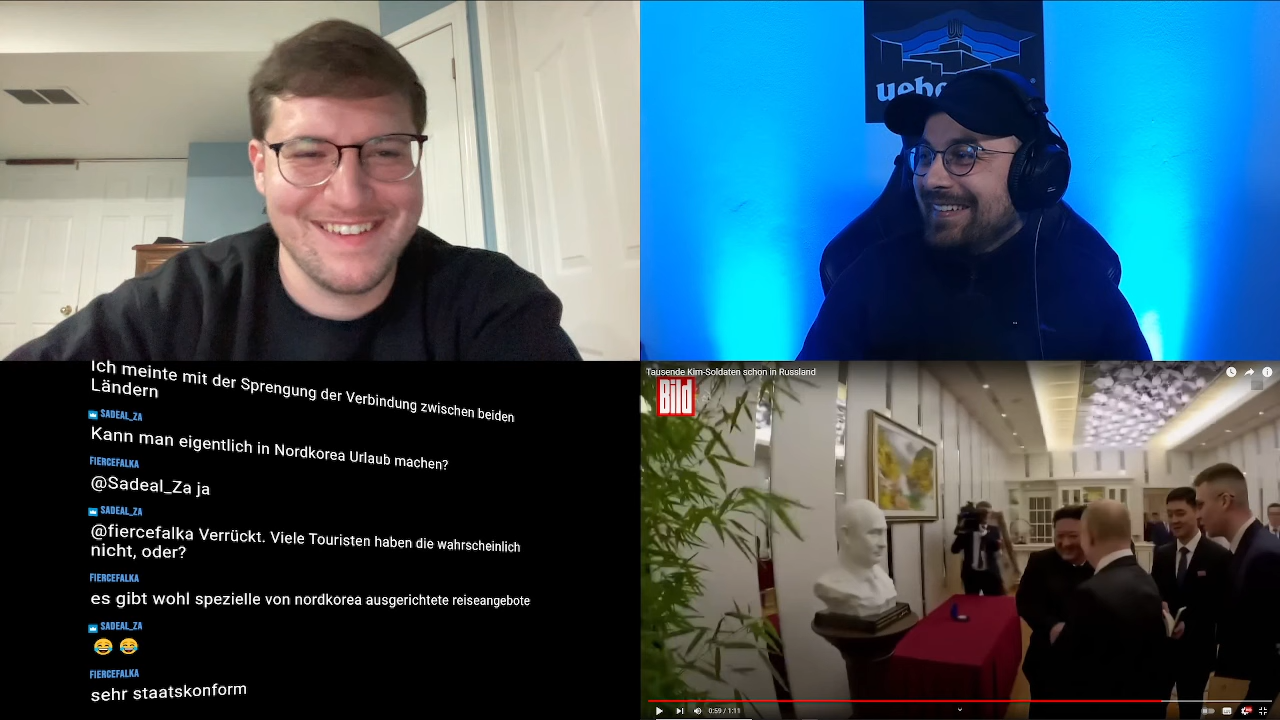 ueb
Ich meinte mit der Sprengung der Verbindung zwischen beiden
Ländern
SADEAL_ZA
Kann man eigentlich in Nordkorea Urlaub machen?
FIERCEFALKA
@Sadeal_Za ja
SADEAL_ZA
@fiercefalka Verrückt. Viele Touristen haben die wahrscheinlich
nicht, oder?
FIERCEFALKA
es gibt wohl spezielle von nordkorea ausgerichtete reiseangebote
SADEAL_ZA
😂 😂
FIERCEFALKA
sehr staatskonform
Tausende Kim-Soldaten schon in Russland
Bild
0:59 / 1:11